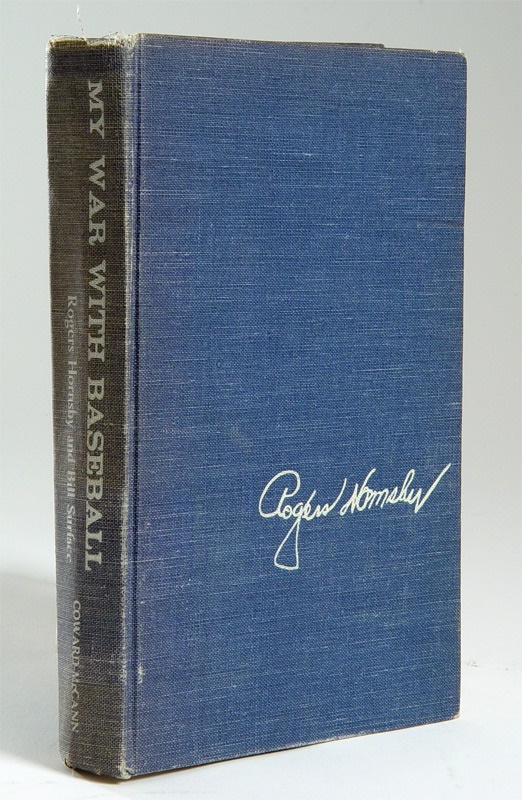 MY WAR WITH BASEBALL
Rogers Hornsby and Bill Surface
COWARD-McCANN
Rogers Hornsby